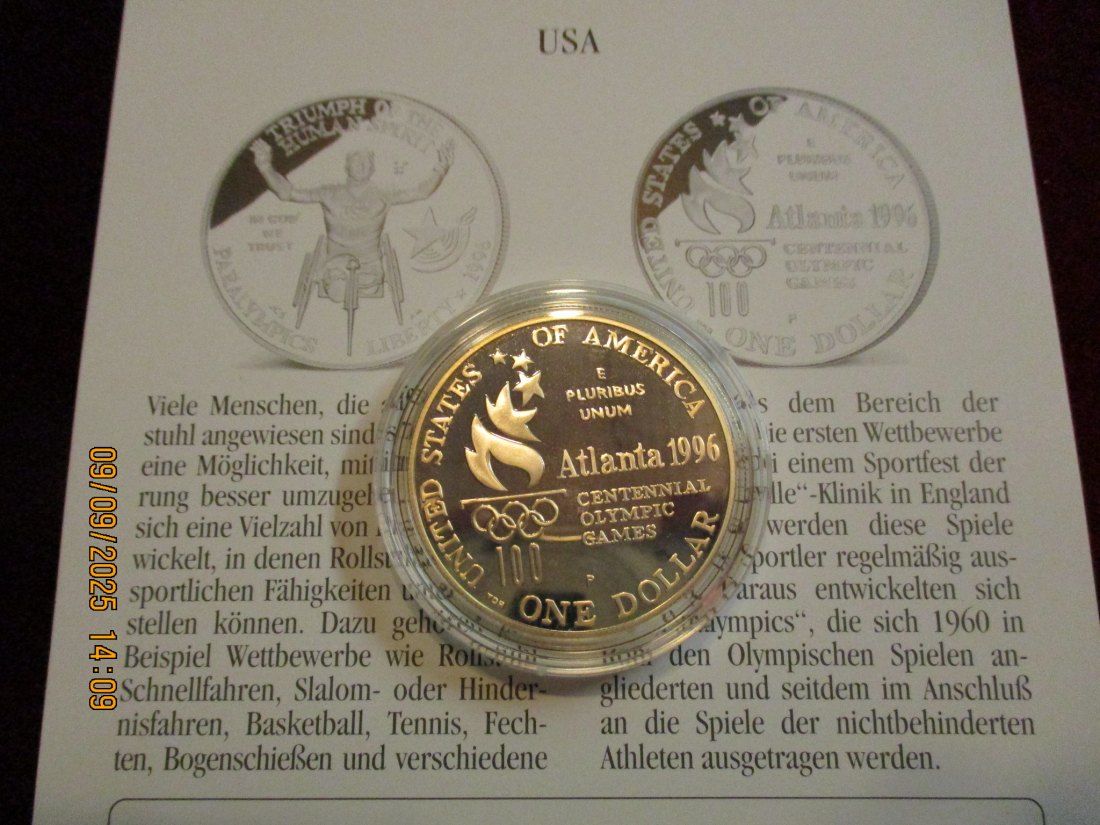 USA
TRIUMPH OF THE
HUMAN SPIRIT
IN GOD
WE
TRUST
PARALYMPICS
LIBERTY 1996
UNITED STATES OF AMERICA
E
PLURIBUS
UNUM
Atlanta 1996
CENTENNIAL
OLYMPIC
GAMES
100
P
ONE DOLLAR
UNITED STATES OF AMERICA
E
PLURIBUS
UNUM
Atlanta 1996
CENTENNIAL
OLYMPIC
GAMES
100
P
ONE DOLLAR
Viele Menschen, die
stuhl angewiesen sind
eine Möglichkeit,
rung besser
sich eine Vielzahl von
wickelt, in denen
sportlichen Fähigkeiten
stellen können. Dazu
Beispiel Wettbewerbe wie Rollstuhl-
Schnellfahren, Slalom- oder Hinder-
nisfahren, Basketball, Tennis, Fech-
ten, Bogenschießen und verschiedene
dem Bereich der
ie ersten Wettbewerbe
einem Sportfest der
lle“-Klinik in England
werden diese Spiele
Sportler regelmäßig aus-
Daraus entwickelten sich
lympics“, die sich 1960 in
Rom den Olympischen Spielen an-
gliederten und seitdem im Anschluß
an die Spiele der nichtbehinderten
Athleten ausgetragen werden.
09/09/2025 14:09